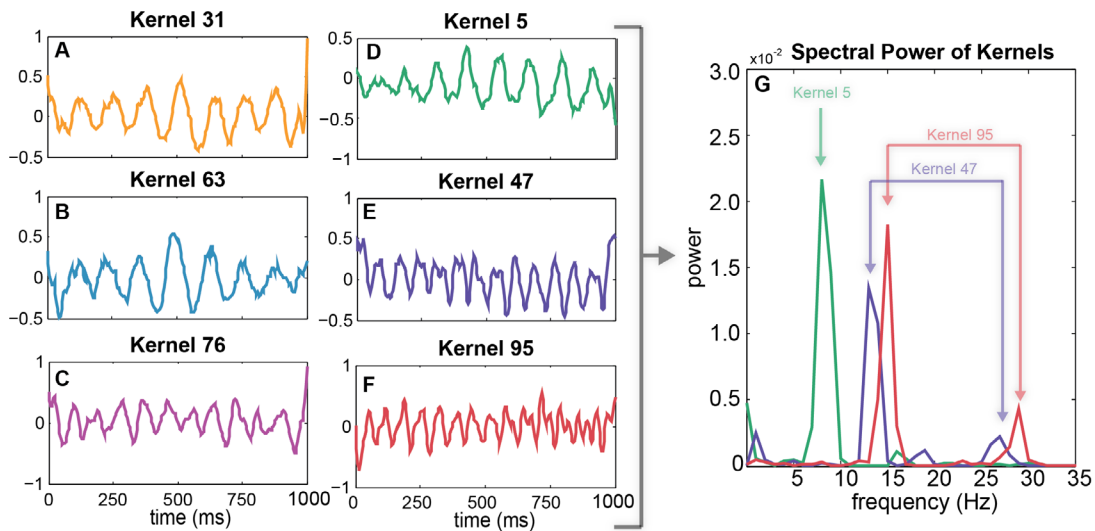 Kernel 31
A
1
0.5
0
−0.5
Kernel 5
D
0.5
0
−1
Kernel 63
B
1
0.5
0
−0.5
Kernel 47
E
1
0.5
0
−0.5
Kernel 76
C
1
0
−1
0
250
500
750
1000
time (ms)
Kernel 95
F
1
0
−1
0
250
500
750
1000
time (ms)
Spectral Power of Kernels
x10⁻²
G
3.0
2.5
2.0
1.5
1.0
0.5
0
power
Kernel 5
Kernel 95
Kernel 47
5
10
15
20
25
30
35
frequency (Hz)